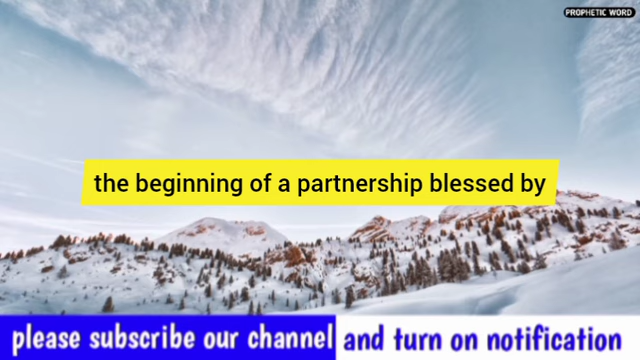 PROPHETIC WORD
the beginning of a partnership blessed by
please subscribe our channel and turn on notification